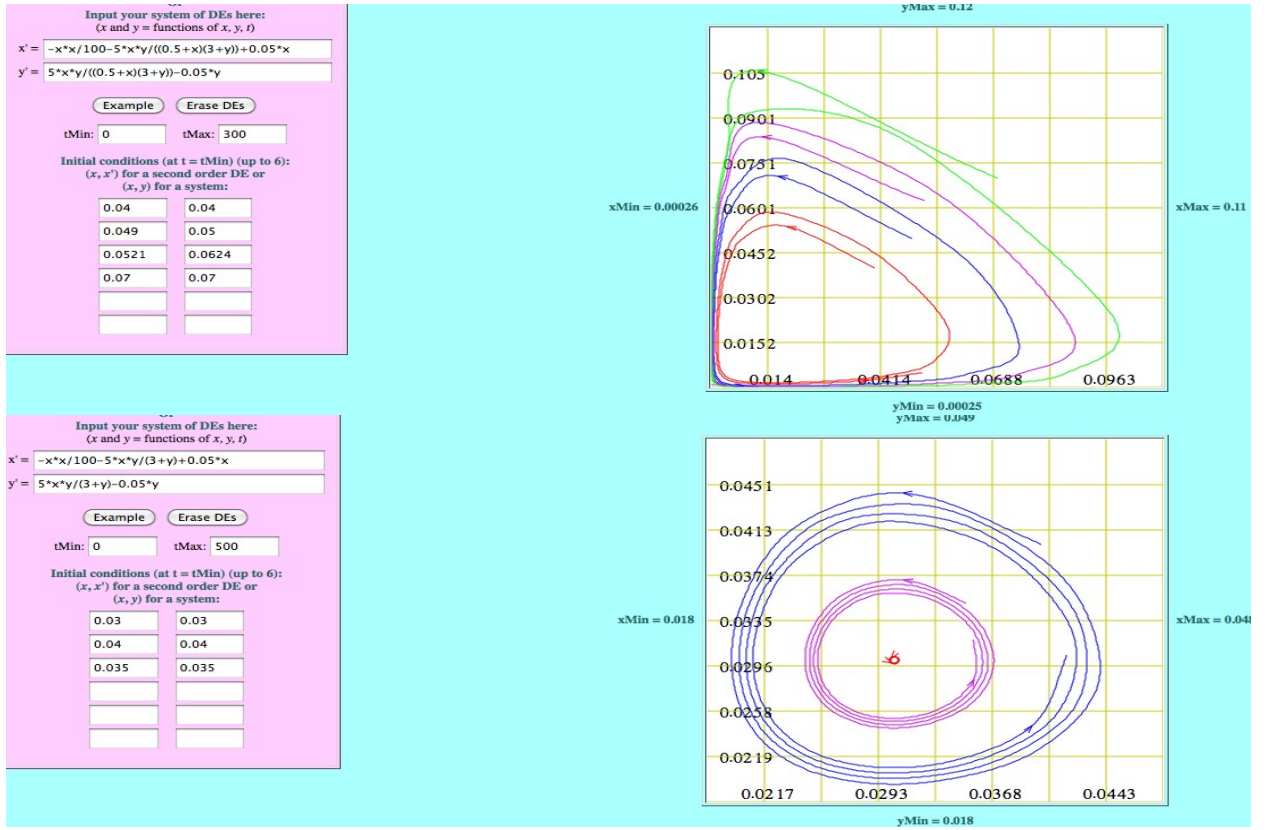 Input your system of DEs here:
(x and y = functions of x, y, t)
x' = -x*x/100-5*x*y/((0.5+x)(3+y))+0.05*x
y' = 5*x*y/((0.5+x)(3+y))-0.05*y
Example Erase DEs
tMin: 0 tMax: 300
Initial conditions (at t = tMin) (up to 6):
(x, x') for a second order DE or
(x, y) for a system:
0.04 0.04
0.049 0.05
0.0521 0.0624
0.07 0.07
yMax = 0.12
0.105
0.0901
0.0751
xMin = 0.00026 0.0601 xMax = 0.11
0.0452
0.0302
0.0152
0.014 0.0414 0.0688 0.0963
yMin = 0.00025
Input your system of DEs here:
(x and y = functions of x, y, t)
x' = -x*x/100-5*x*y/(3+y)+0.05*x
y' = 5*x*y/(3+y)-0.05*y
Example Erase DEs
tMin: 0 tMax: 500
Initial conditions (at t = tMin) (up to 6):
(x, x') for a second order DE or
(x, y) for a system:
0.03 0.03
0.04 0.04
0.035 0.035
yMax = 0.049
0.0451
0.0413
0.0374
xMin = 0.018 0.0335 xMax = 0.048
0.0296
0.0258
0.0219
0.0217 0.0293 0.0368 0.0443
yMin = 0.018